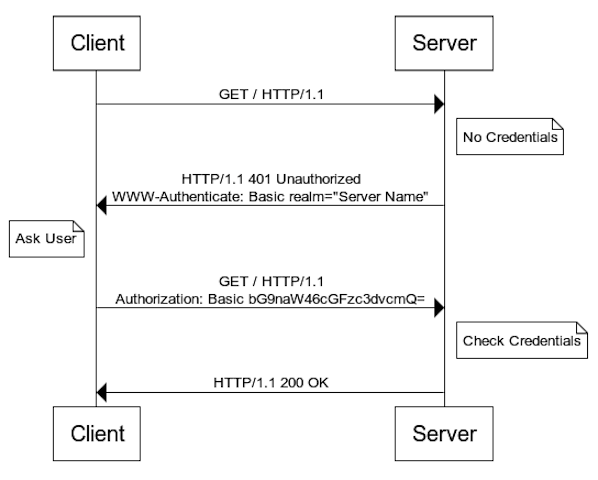 Client
Server
GET / HTTP/1.1
No Credentials
HTTP/1.1 401 Unauthorized
WWW-Authenticate: Basic realm="Server Name"
Ask User
GET / HTTP/1.1
Authorization: Basic bG9naW46cGFzc3dvcmQ=
Check Credentials
HTTP/1.1 200 OK
Client
Server